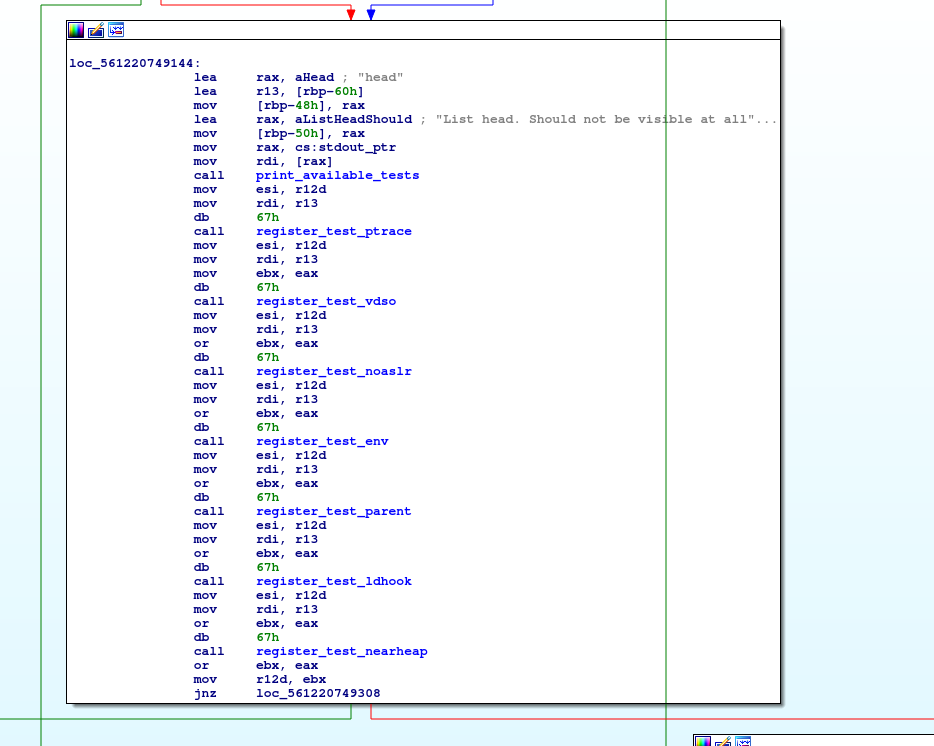 loc_561220749144:
lea rax, aHead ; "head"
lea r13, [rbp-60h]
mov [rbp-48h], rax
lea rax, aListHeadShould ; "List head. Should not be visible at all"...
mov [rbp-50h], rax
mov rax, cs:stdout_ptr
mov rdi, [rax]
call print_available_tests
mov esi, r12d
mov rdi, r13
db 67h
call register_test_ptrace
mov esi, r12d
mov rdi, r13
mov ebx, eax
db 67h
call register_test_vdso
mov esi, r12d
mov rdi, r13
or ebx, eax
db 67h
call register_test_noaslr
mov esi, r12d
mov rdi, r13
or ebx, eax
db 67h
call register_test_env
mov esi, r12d
mov rdi, r13
or ebx, eax
db 67h
call register_test_parent
mov esi, r12d
mov rdi, r13
or ebx, eax
db 67h
call register_test_ldhook
mov esi, r12d
mov rdi, r13
or ebx, eax
db 67h
call register_test_nearheap
or ebx, eax
mov r12d, ebx
jnz loc_561220749308